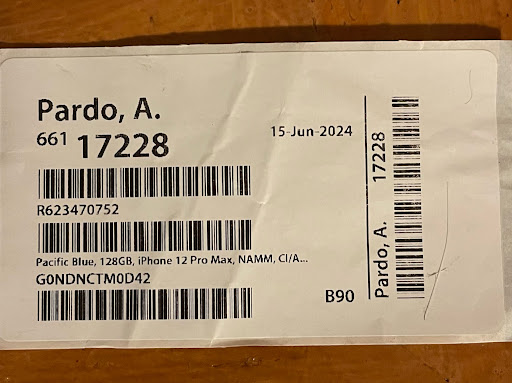 Pardo, A.
661 17228
15-Jun-2024
R623470752
Pacific Blue, 128GB, iPhone 12 Pro Max, NAMM, CI/A...
G0NDNCTM0D42
B90
Pardo, A. 17228